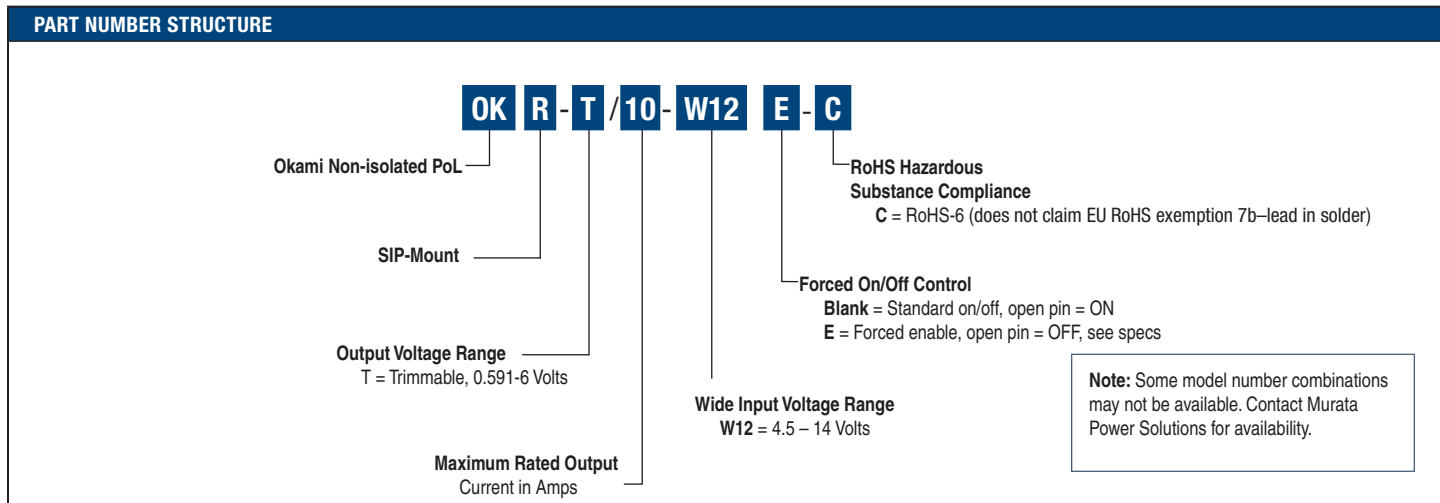 PART NUMBER STRUCTURE
OK R - T / 10 - W12 E - C
Okami Non-isolated PoL
RoHS Hazardous
Substance Compliance
C = RoHS-6 (does not claim EU RoHS exemption 7b–lead in solder)
SIP-Mount
Forced On/Off Control
Blank = Standard on/off, open pin = ON
E = Forced enable, open pin = OFF, see specs
Output Voltage Range
T = Trimmable, 0.591-6 Volts
Wide Input Voltage Range
W12 = 4.5 – 14 Volts
Note: Some model number combinations
may not be available. Contact Murata
Power Solutions for availability.
Maximum Rated Output
Current in Amps